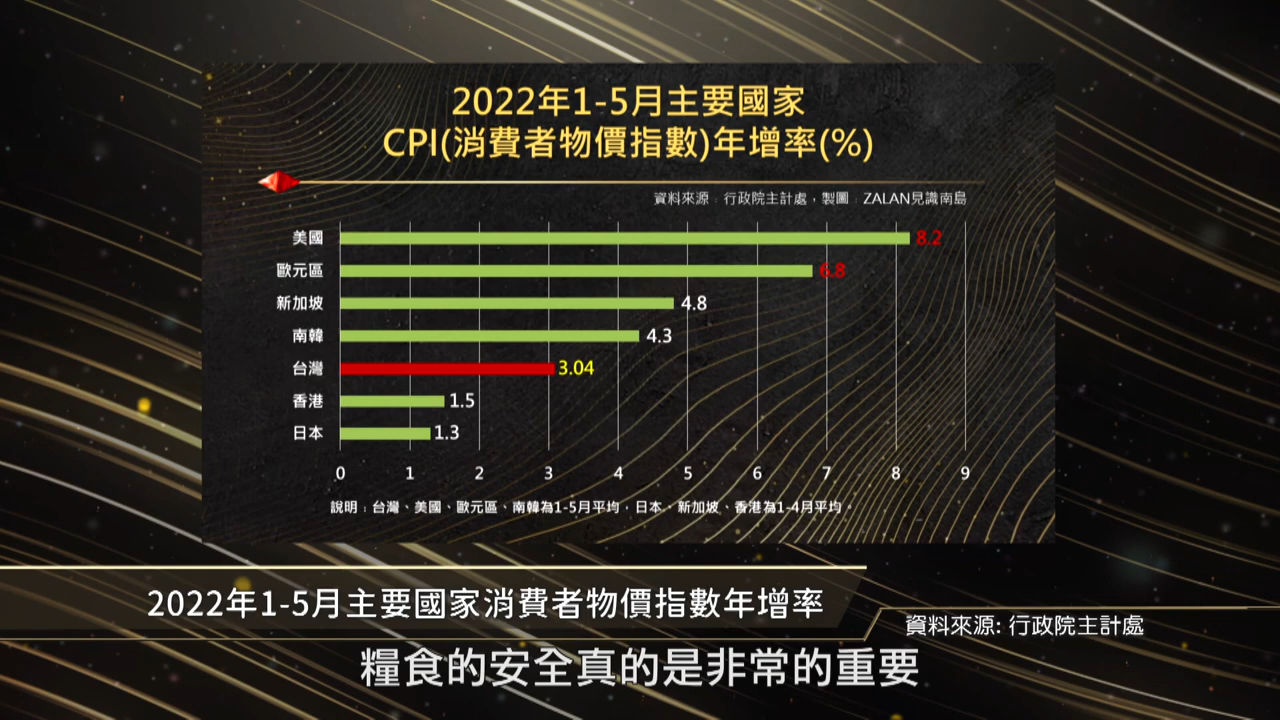 2022年1-5月主要國家
CPI(消費者物價指數)年增率(%)
資料來源：行政院主計處，製圖：ZALAN見識南島
美國 8.2
歐元區 6.8
新加坡 4.8
南韓 4.3
台灣 3.04
香港 1.5
日本 1.3
0 1 2 3 4 5 6 7 8 9
說明：台灣、美國、歐元區、南韓為1-5月平均，日本、新加坡、香港為1-4月平均。
2022年1-5月主要國家消費者物價指數年增率
資料來源: 行政院主計處
糧食的安全真的是非常的重要